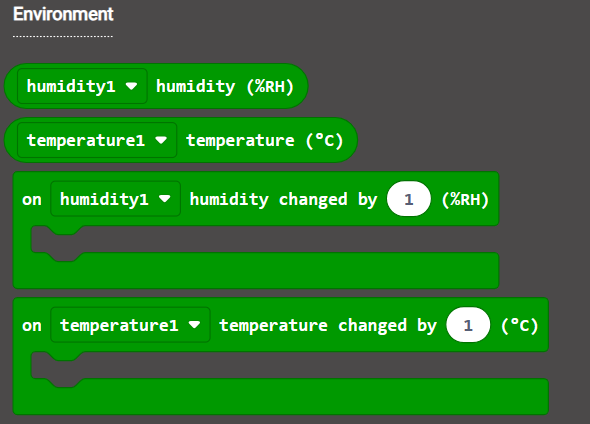 Environment
humidity1 humidity (%RH)
temperature1 temperature (°C)
on humidity1 humidity changed by 1 (%RH)
on temperature1 temperature changed by 1 (°C)